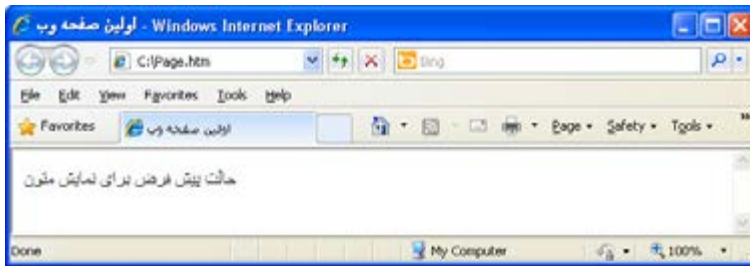 اولین صفحه وب - Windows Internet Explorer
C:\Page.htm Bing
File Edit View Favorites Tools Help
Favorites اولین صفحه وب Page Safety Tools
حالت پیش فرض برای نمایش متون
Done My Computer 100%